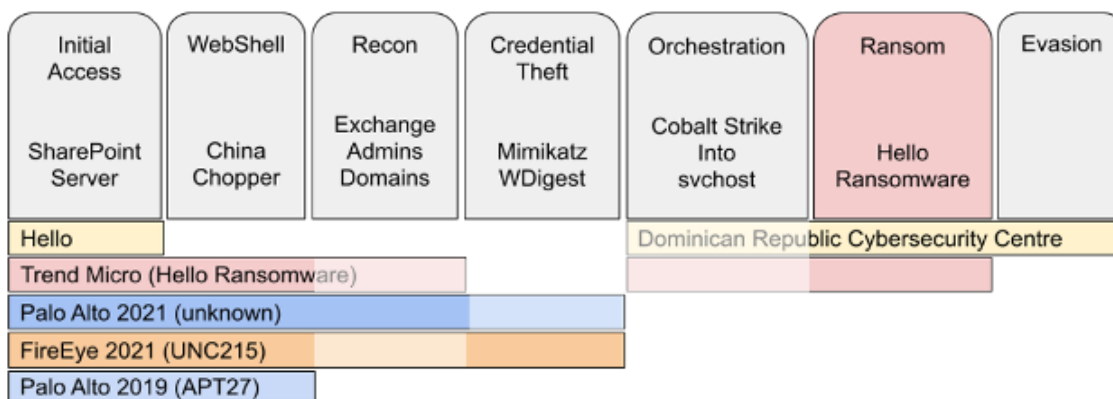 Initial
Access
SharePoint
Server
WebShell
China
Chopper
Recon
Exchange
Admins
Domains
Credential
Theft
Mimikatz
WDigest
Orchestration
Cobalt Strike
Into
svchost
Ransom
Hello
Ransomware
Evasion
Hello
Dominican Republic Cybersecurity Centre
Trend Micro (Hello Ransomware)
Palo Alto 2021 (unknown)
FireEye 2021 (UNC215)
Palo Alto 2019 (APT27)